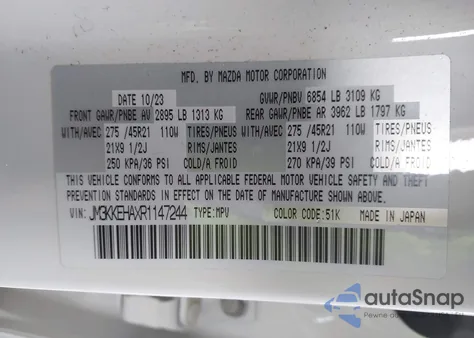 MFD. BY MAZDA MOTOR CORPORATION
DATE 10/23 GVWR/PNBV 6854 LB 3109 KG
FRONT GAWR/PNBE AV 2895 LB 1313 KG REAR GAWR/PNBE AR 3962 LB 1797 KG
WITH/AVEC 275 /45R21 110W TIRES/PNEUS WITH/AVEC 275 /45R21 110W TIRES/PNEUS
21X9 1/2J RIMS/JANTES 21X9 1/2J RIMS/JANTES
250 KPA/36 PSI COLD/A FROID 270 KPA/39 PSI COLD/A FROID
THIS VEHICLE CONFORMS TO ALL APPLICABLE FEDERAL MOTOR VEHICLE SAFETY, BUMPER, AND THEFT
PREVENTION STANDARDS IN EFFECT ON THE DATE OF MANUFACTURE SHOWN ABOVE.
VIN: JM3KKEHAXR1147244 TYPE:MPV COLOR CODE:51K MADE IN JAPAN
autoSnap
Pewne auto